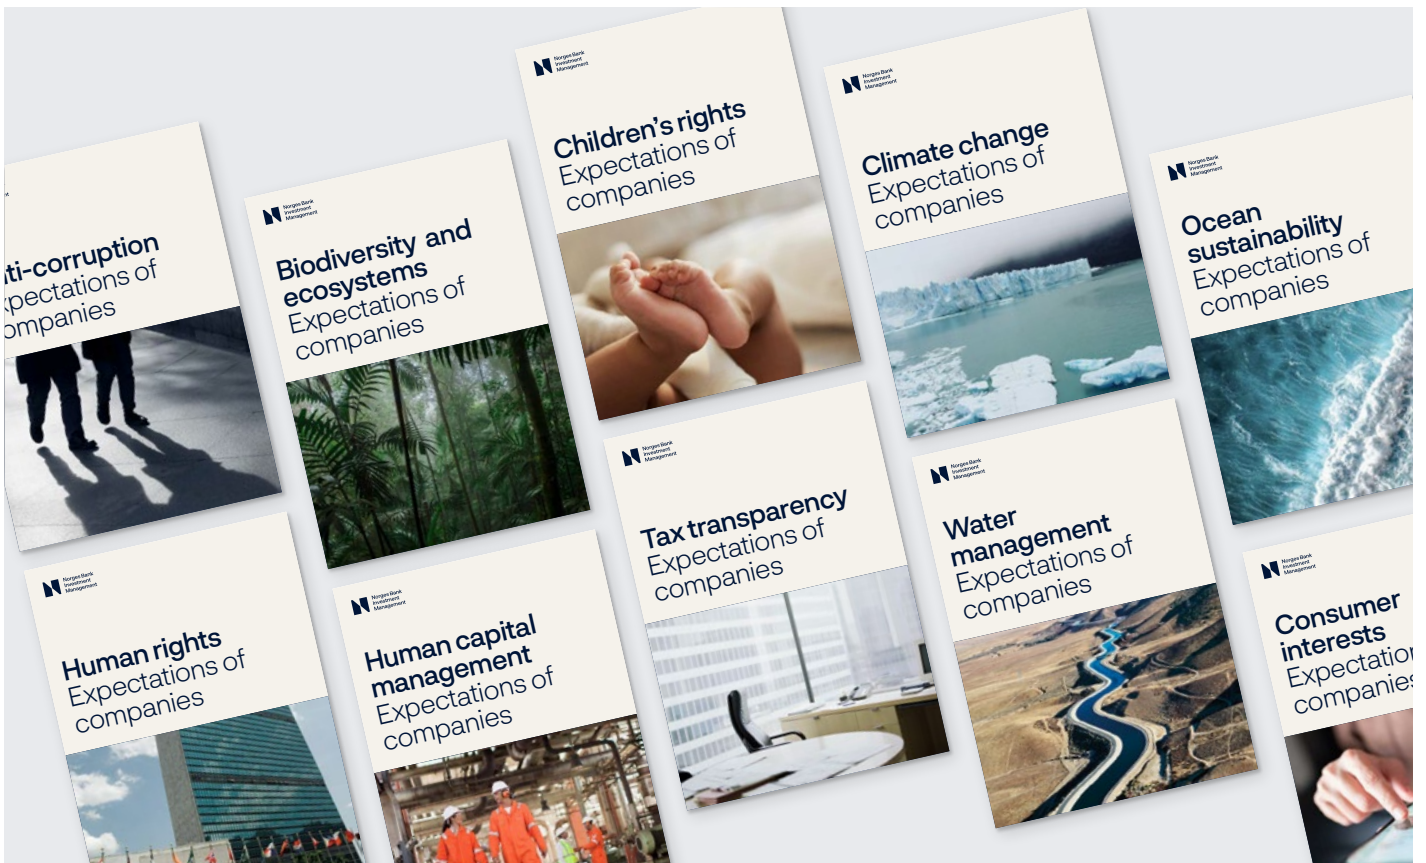 ti-corruption
xpectations of
ompanies
Norges Bank
Investment
Management
Biodiversity and
ecosystems
Expectations of
companies
Norges Bank
Investment
Management
Children's rights
Expectations of
companies
Norges Bank
Investment
Management
Climate change
Expectations of
companies
Norges Bank
Investment
Management
Ocean
sustainability
Expectations of
companies
Norges Bank
Investment
Management
Human rights
Expectations of
companies
Norges Bank
Investment
Management
Human capital
management
Expectations of
companies
Norges Bank
Investment
Management
Tax transparency
Expectations of
companies
Norges Bank
Investment
Management
Water
management
Expectations of
companies
Norges Bank
Investment
Management
Consumer
interests
Expectation
companies